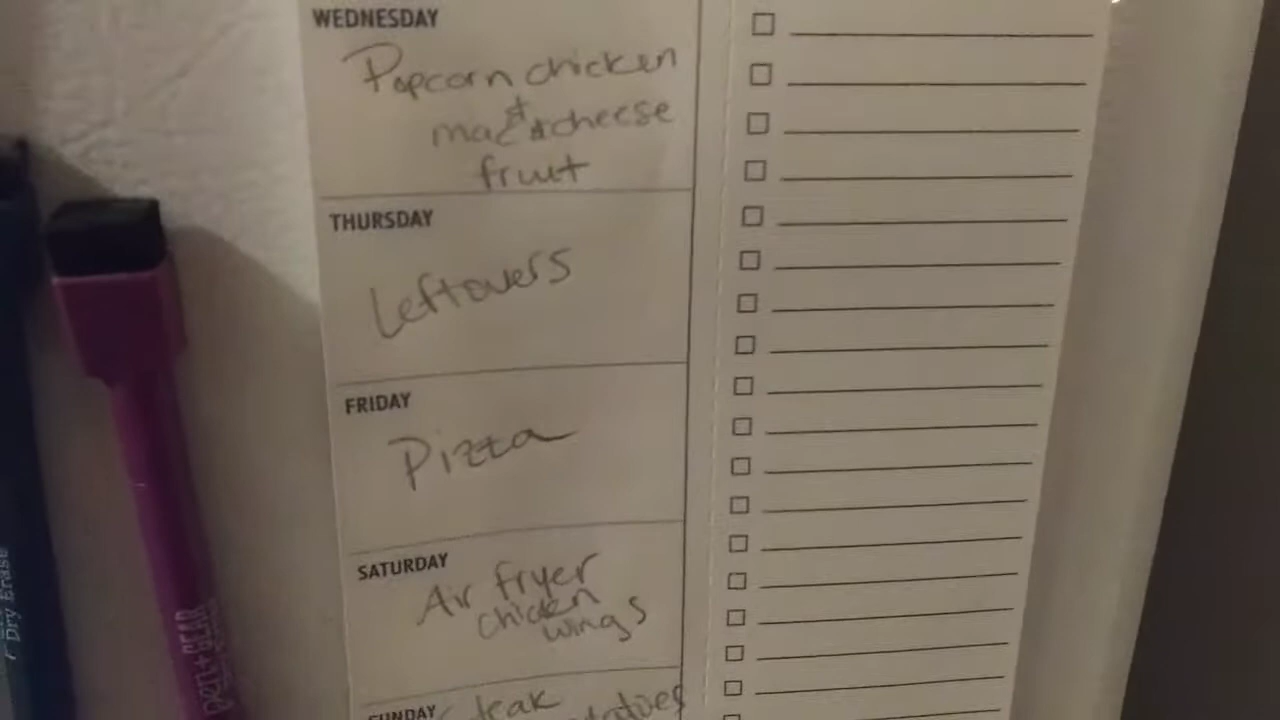 WEDNESDAY
Popcorn chicken
mac & cheese
fruit
THURSDAY
Leftovers
FRIDAY
Pizza
SATURDAY
Air fryer
chicken
wings
SUNDAY
Dry Erase
pen+GEAR